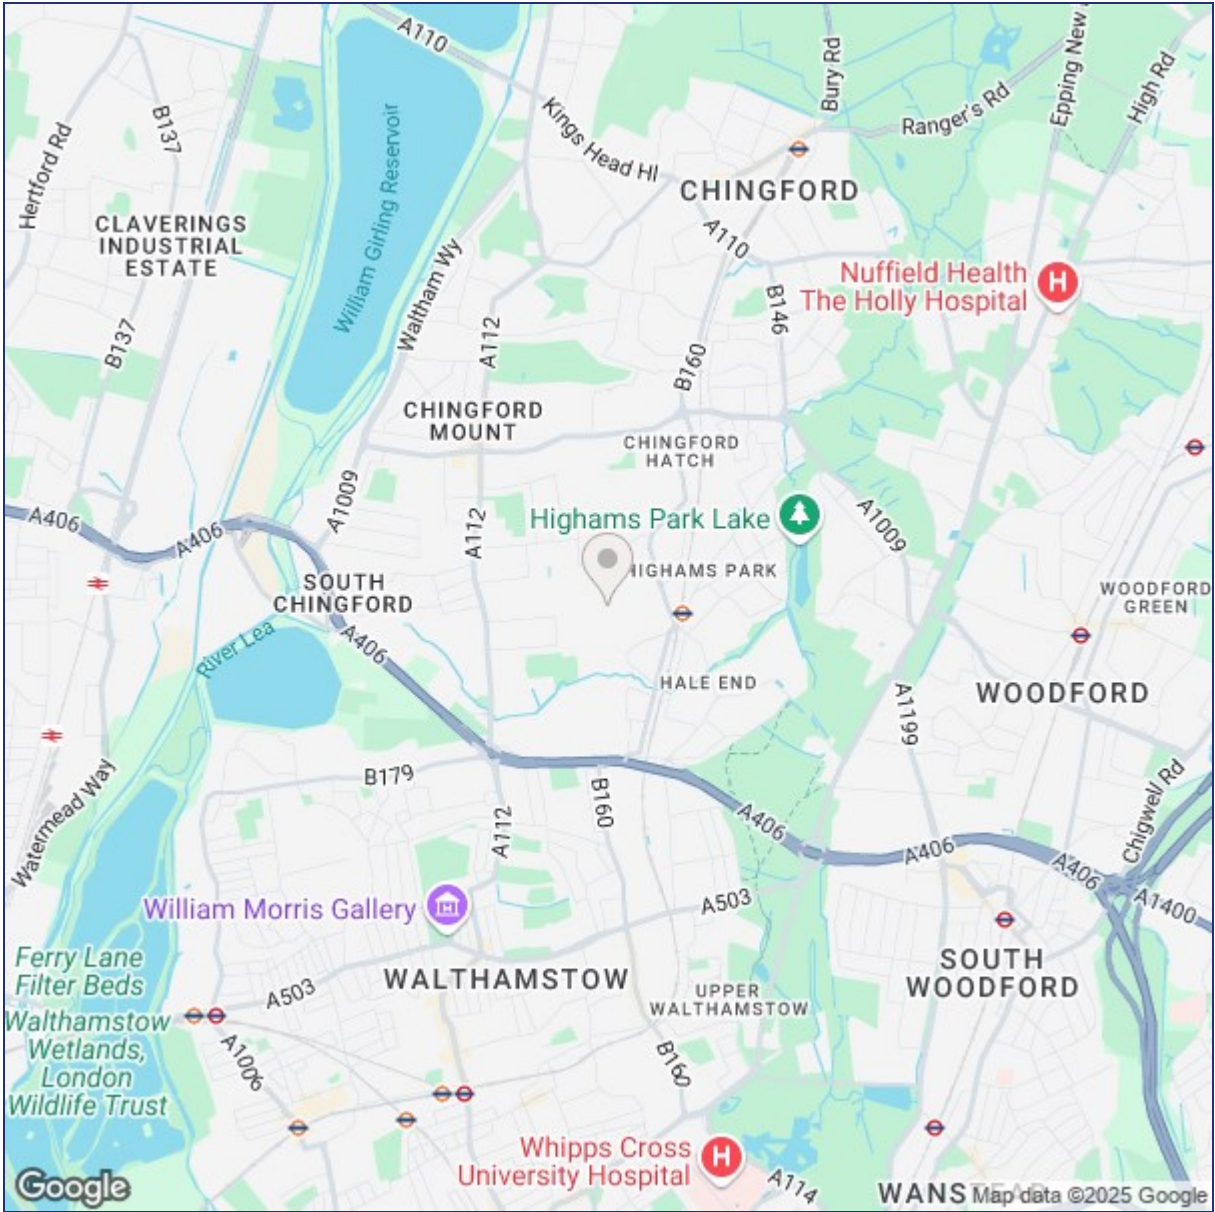 A110
Bury Rd
Epping New
High Rd
Ranger's Rd
B137
Kings Head Hl
Hertford Rd
William Girling Reservoir
CHINGFORD
CLAVERINGS
INDUSTRIAL
ESTATE
A110
Waltham Wy
Nuffield Health
The Holly Hospital
H
B146
B137
A112
B160
CHINGFORD
MOUNT
CHINGFORD
HATCH
A1009
A406
A406
A112
Highams Park Lake
A1009
HIGHAMS PARK
SOUTH
CHINGFORD
WOODFORD
GREEN
River Lea
A406
HALE END
WOODFORD
A1199
B179
B160
Watermead Way
Chigwell Rd
A112
A406
A406
A406
A1400
William Morris Gallery
A503
Ferry Lane
Filter Beds
WALTHAMSTOW
SOUTH
WOODFORD
A503
UPPER
WALTHAMSTOW
Walthamstow
Wetlands,
London
Wildlife Trust
A1006
B160
Whipps Cross
University Hospital
H
A114
Google
Map data ©2025 Google